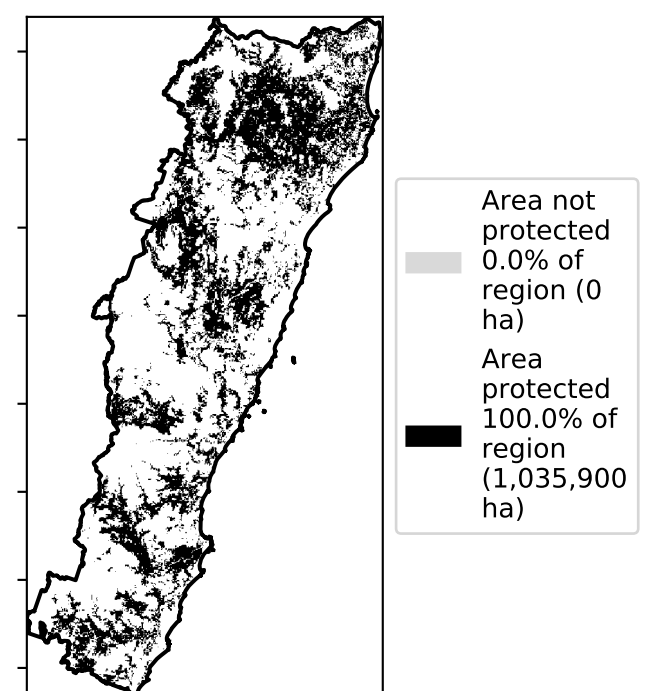 Area not
protected
0.0% of
region (0
ha)
Area
protected
100.0% of
region
(1,035,900
ha)